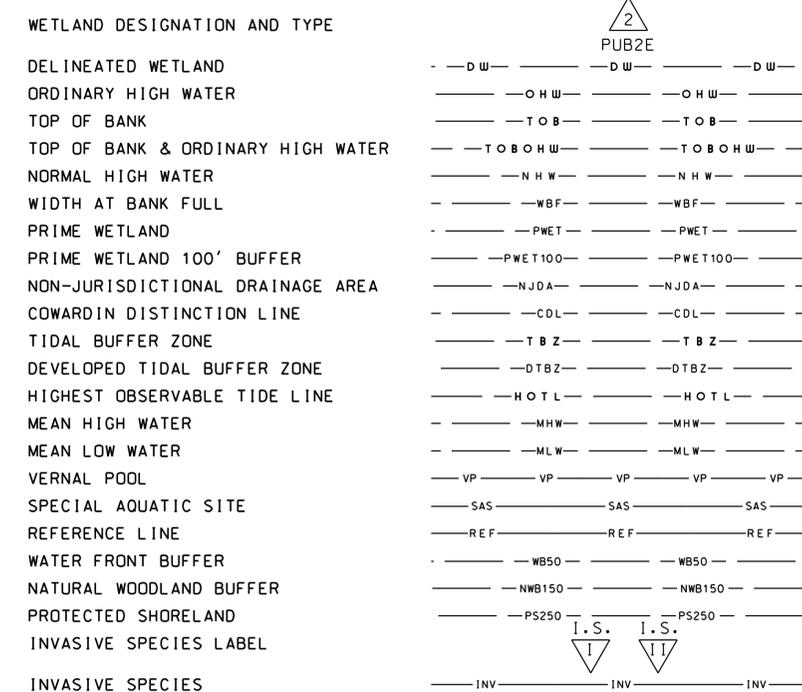 WETLAND DESIGNATION AND TYPE 2
PUB2E
DELINEATED WETLAND DW DW DW
ORDINARY HIGH WATER OHW OHW
TOP OF BANK TOB TOB
TOP OF BANK & ORDINARY HIGH WATER TOBOHW TOBOHW
NORMAL HIGH WATER NHW NHW
WIDTH AT BANK FULL WBF WBF
PRIME WETLAND PWET PWET
PRIME WETLAND 100' BUFFER PWET100 PWET100
NON-JURISDICTIONAL DRAINAGE AREA NJDA NJDA
COWARDIN DISTINCTION LINE CDL CDL
TIDAL BUFFER ZONE TBZ TBZ
DEVELOPED TIDAL BUFFER ZONE DTBZ DTBZ
HIGHEST OBSERVABLE TIDE LINE HOTL HOTL
MEAN HIGH WATER MHW MHW
MEAN LOW WATER MLW MLW
VERNAL POOL VP VP VP VP VP
SPECIAL AQUATIC SITE SAS SAS SAS
REFERENCE LINE REF REF REF
WATER FRONT BUFFER WB50 WB50
NATURAL WOODLAND BUFFER NWB150 NWB150
PROTECTED SHORELAND PS250 PS250
I.S. I.S.
INVASIVE SPECIES LABEL I II
INVASIVE SPECIES INV INV INV